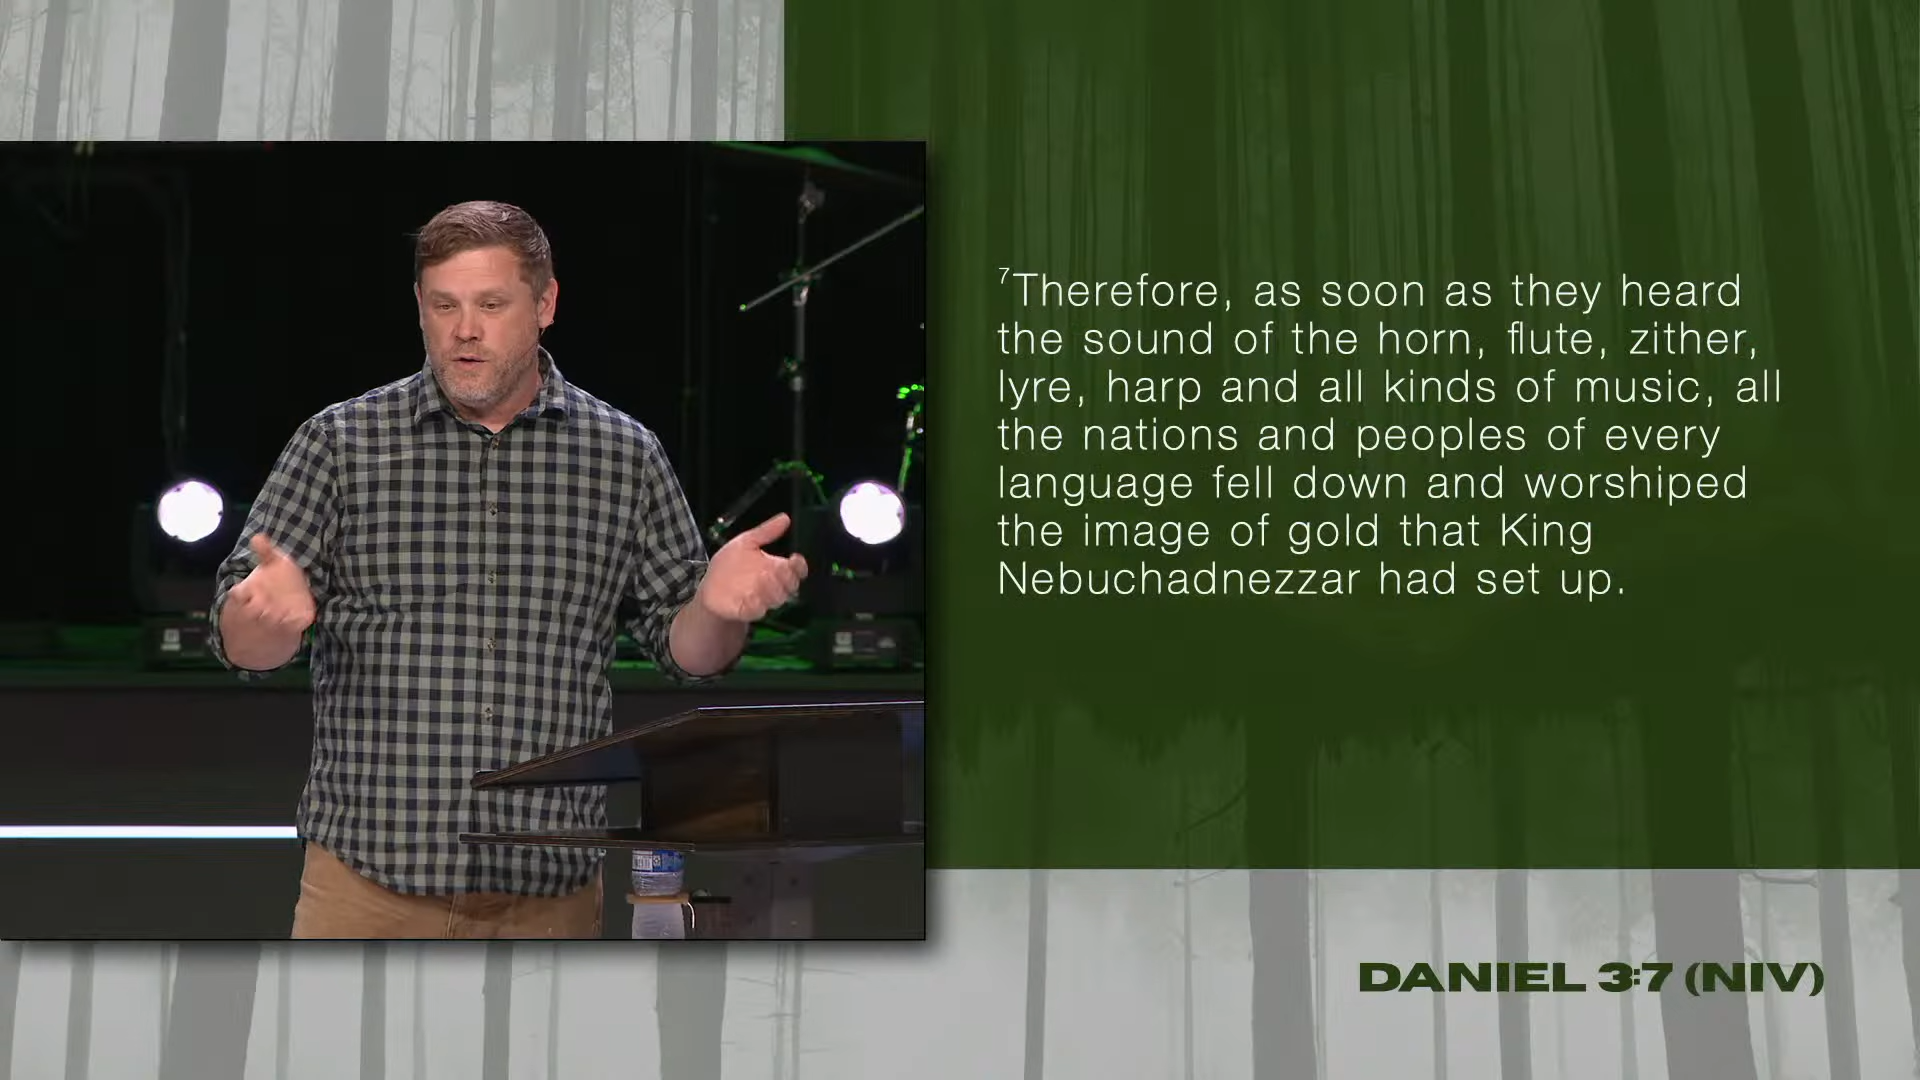 ⁷Therefore, as soon as they heard
the sound of the horn, flute, zither,
lyre, harp and all kinds of music, all
the nations and peoples of every
language fell down and worshiped
the image of gold that King
Nebuchadnezzar had set up.
DANIEL 3:7 (NIV)